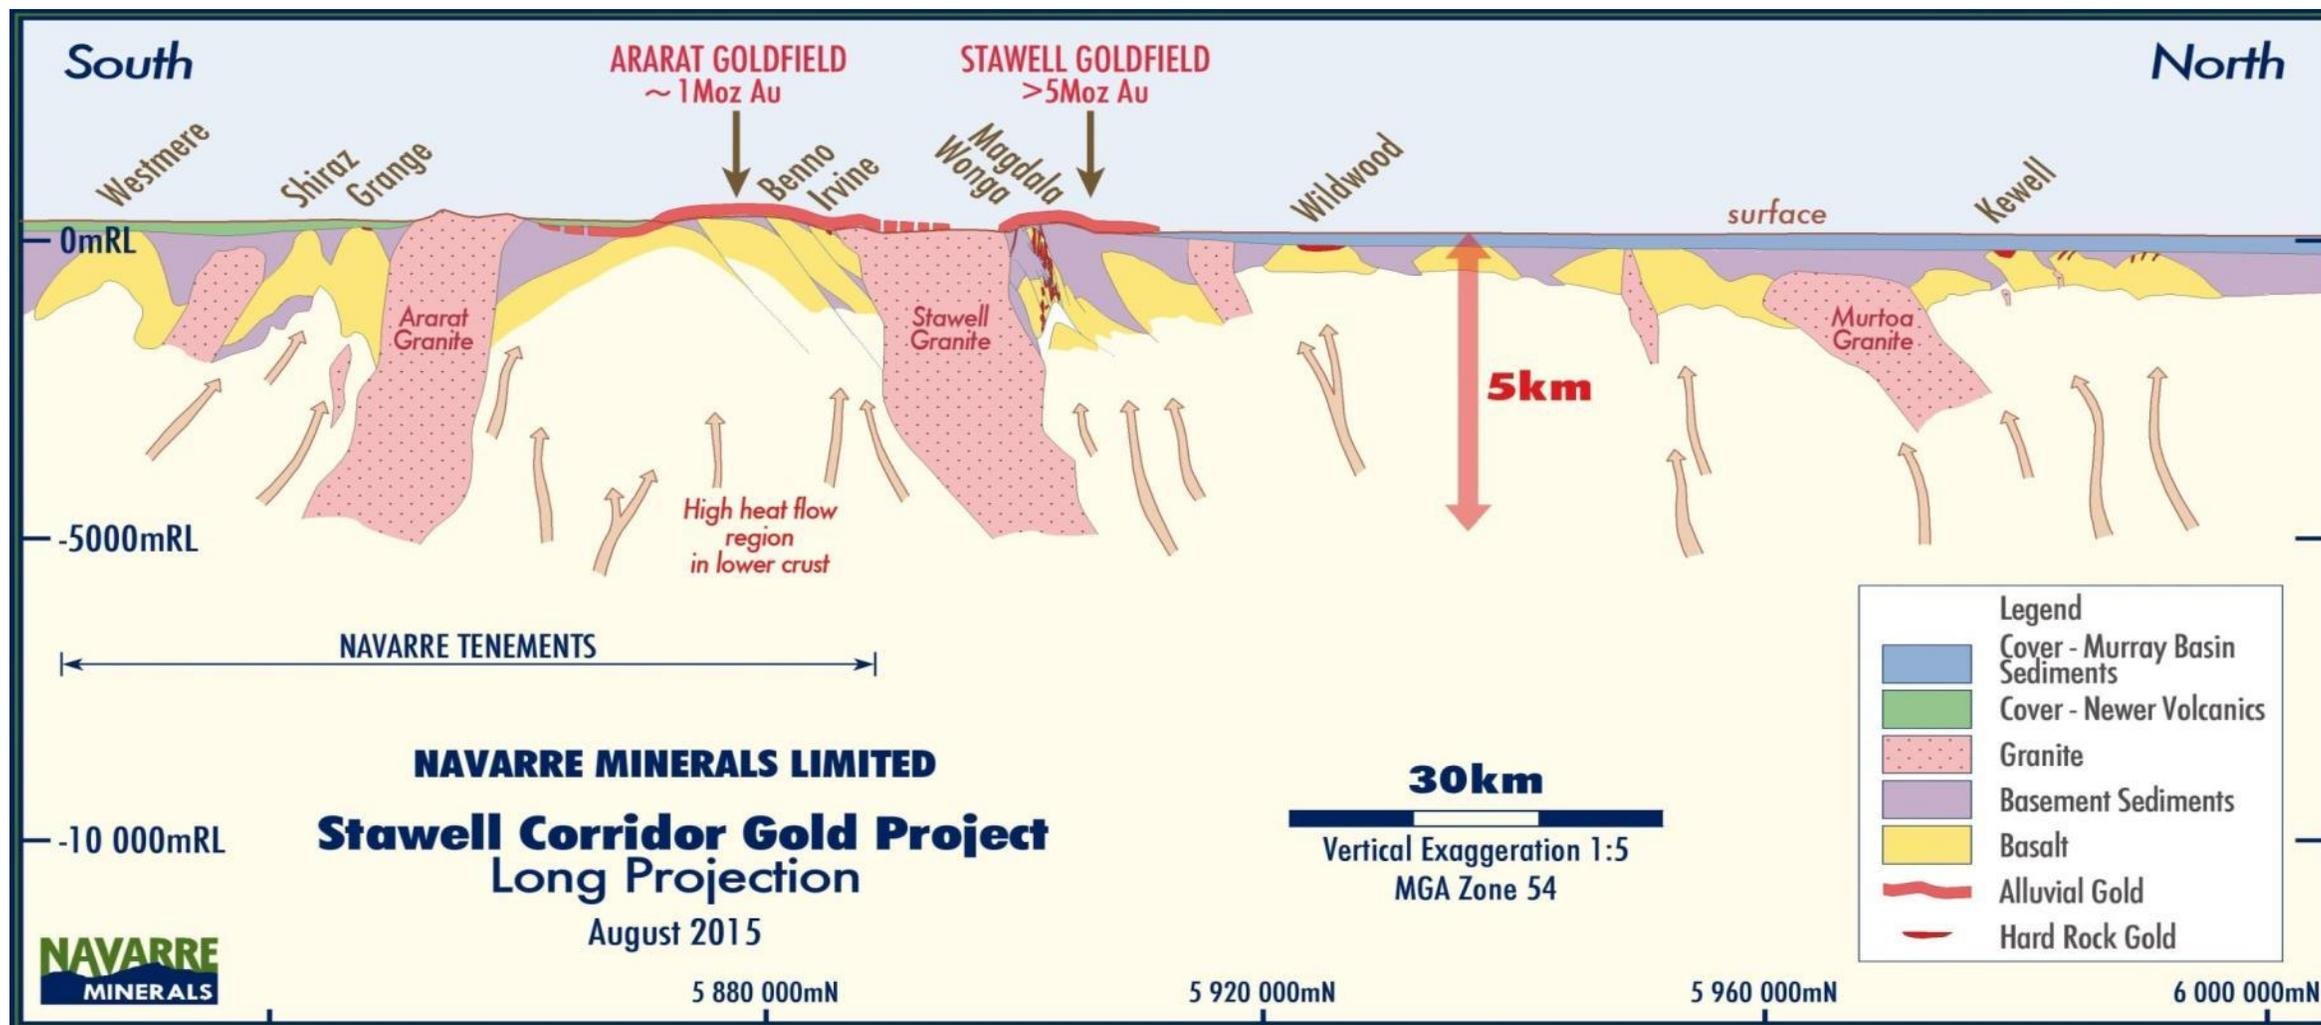 South
North
ARARAT GOLDFIELD
~ 1Moz Au
STAWELL GOLDFIELD
>5Moz Au
Westmere
Shiraz
Grange
Benno
Irvine
Wonga
Magdala
Wildwood
surface
Kewell
0mRL
Ararat
Granite
Stawell
Granite
Murtoa
Granite
5km
High heat flow
region
in lower crust
-5000mRL
NAVARRE TENEMENTS
NAVARRE MINERALS LIMITED
Stawell Corridor Gold Project
Long Projection
August 2015
-10 000mRL
30km
Vertical Exaggeration 1:5
MGA Zone 54
Legend
Cover - Murray Basin
Sediments
Cover - Newer Volcanics
Granite
Basement Sediments
Basalt
Alluvial Gold
Hard Rock Gold
NAVARRE
MINERALS
5 880 000mN
5 920 000mN
5 960 000mN
6 000 000mN